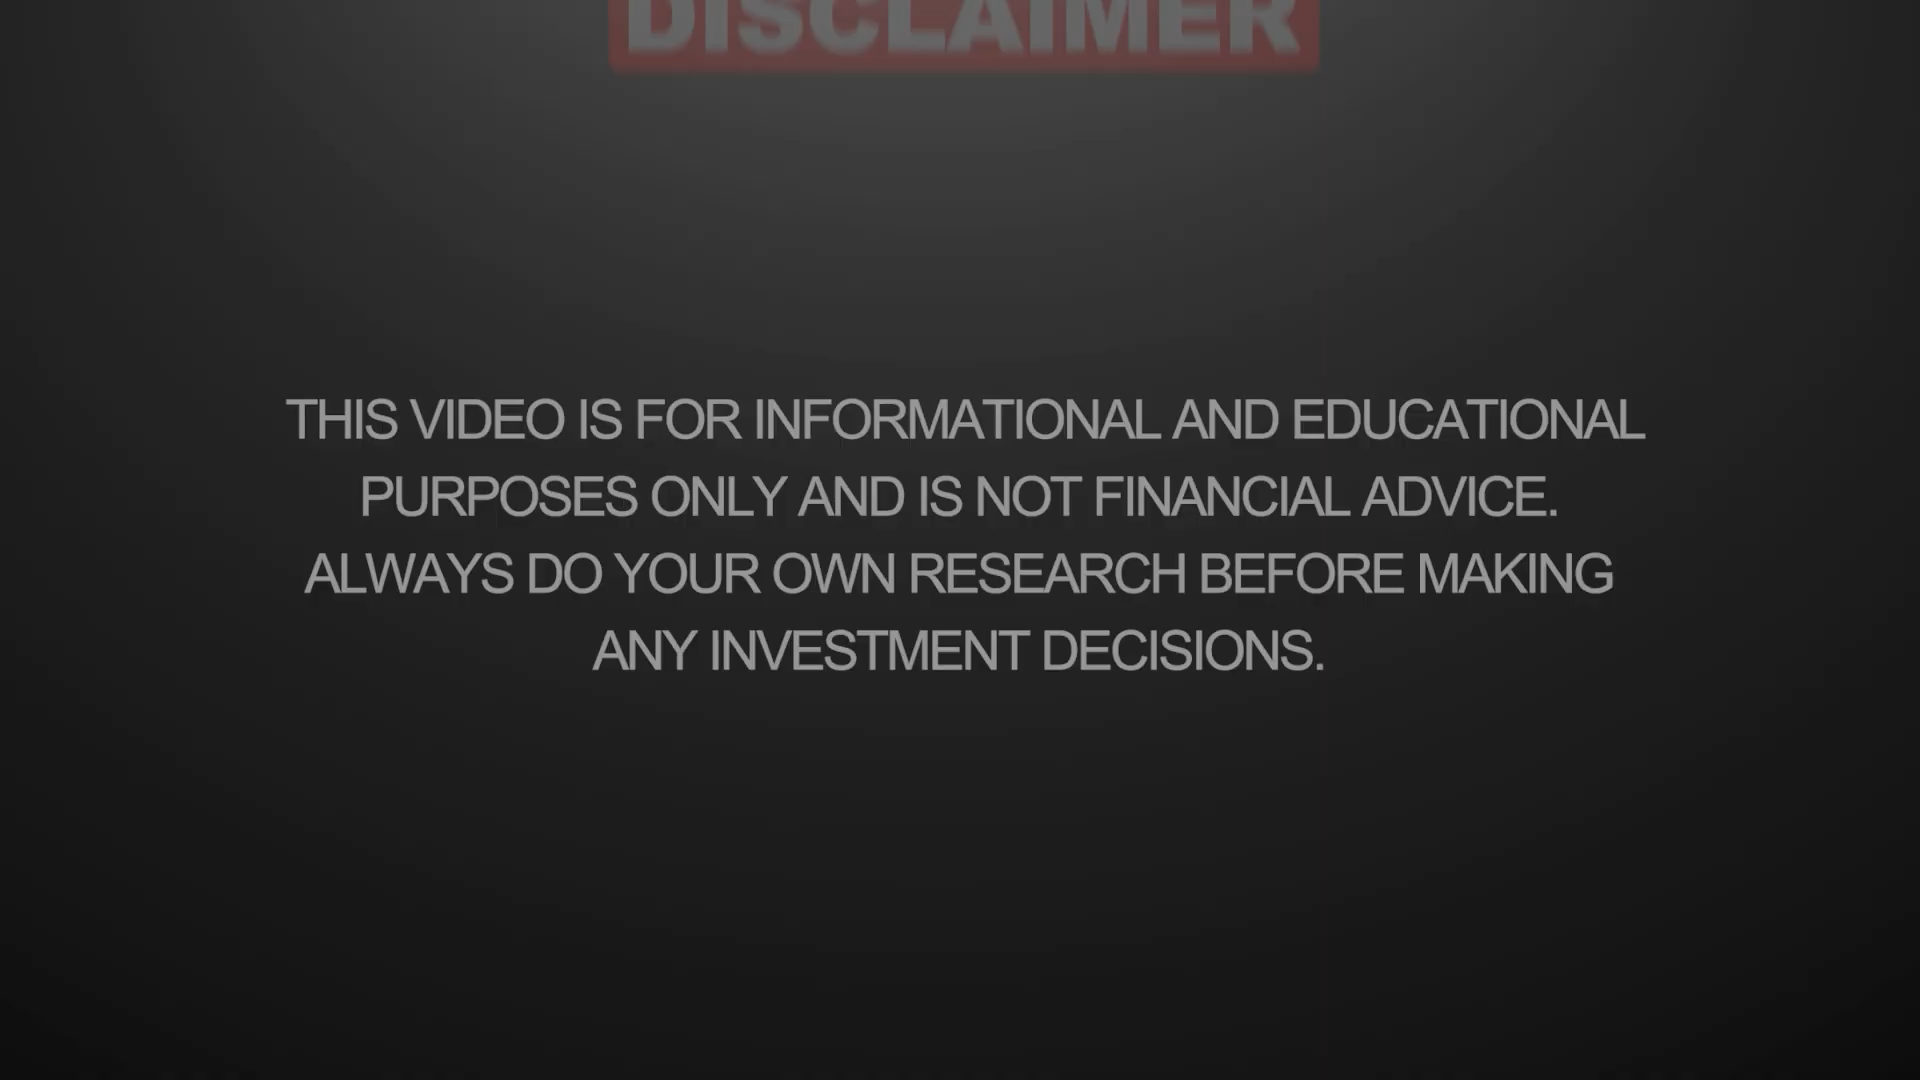 DISCLAIMER
THIS VIDEO IS FOR INFORMATIONAL AND EDUCATIONAL
PURPOSES ONLY AND IS NOT FINANCIAL ADVICE.
ALWAYS DO YOUR OWN RESEARCH BEFORE MAKING
ANY INVESTMENT DECISIONS.